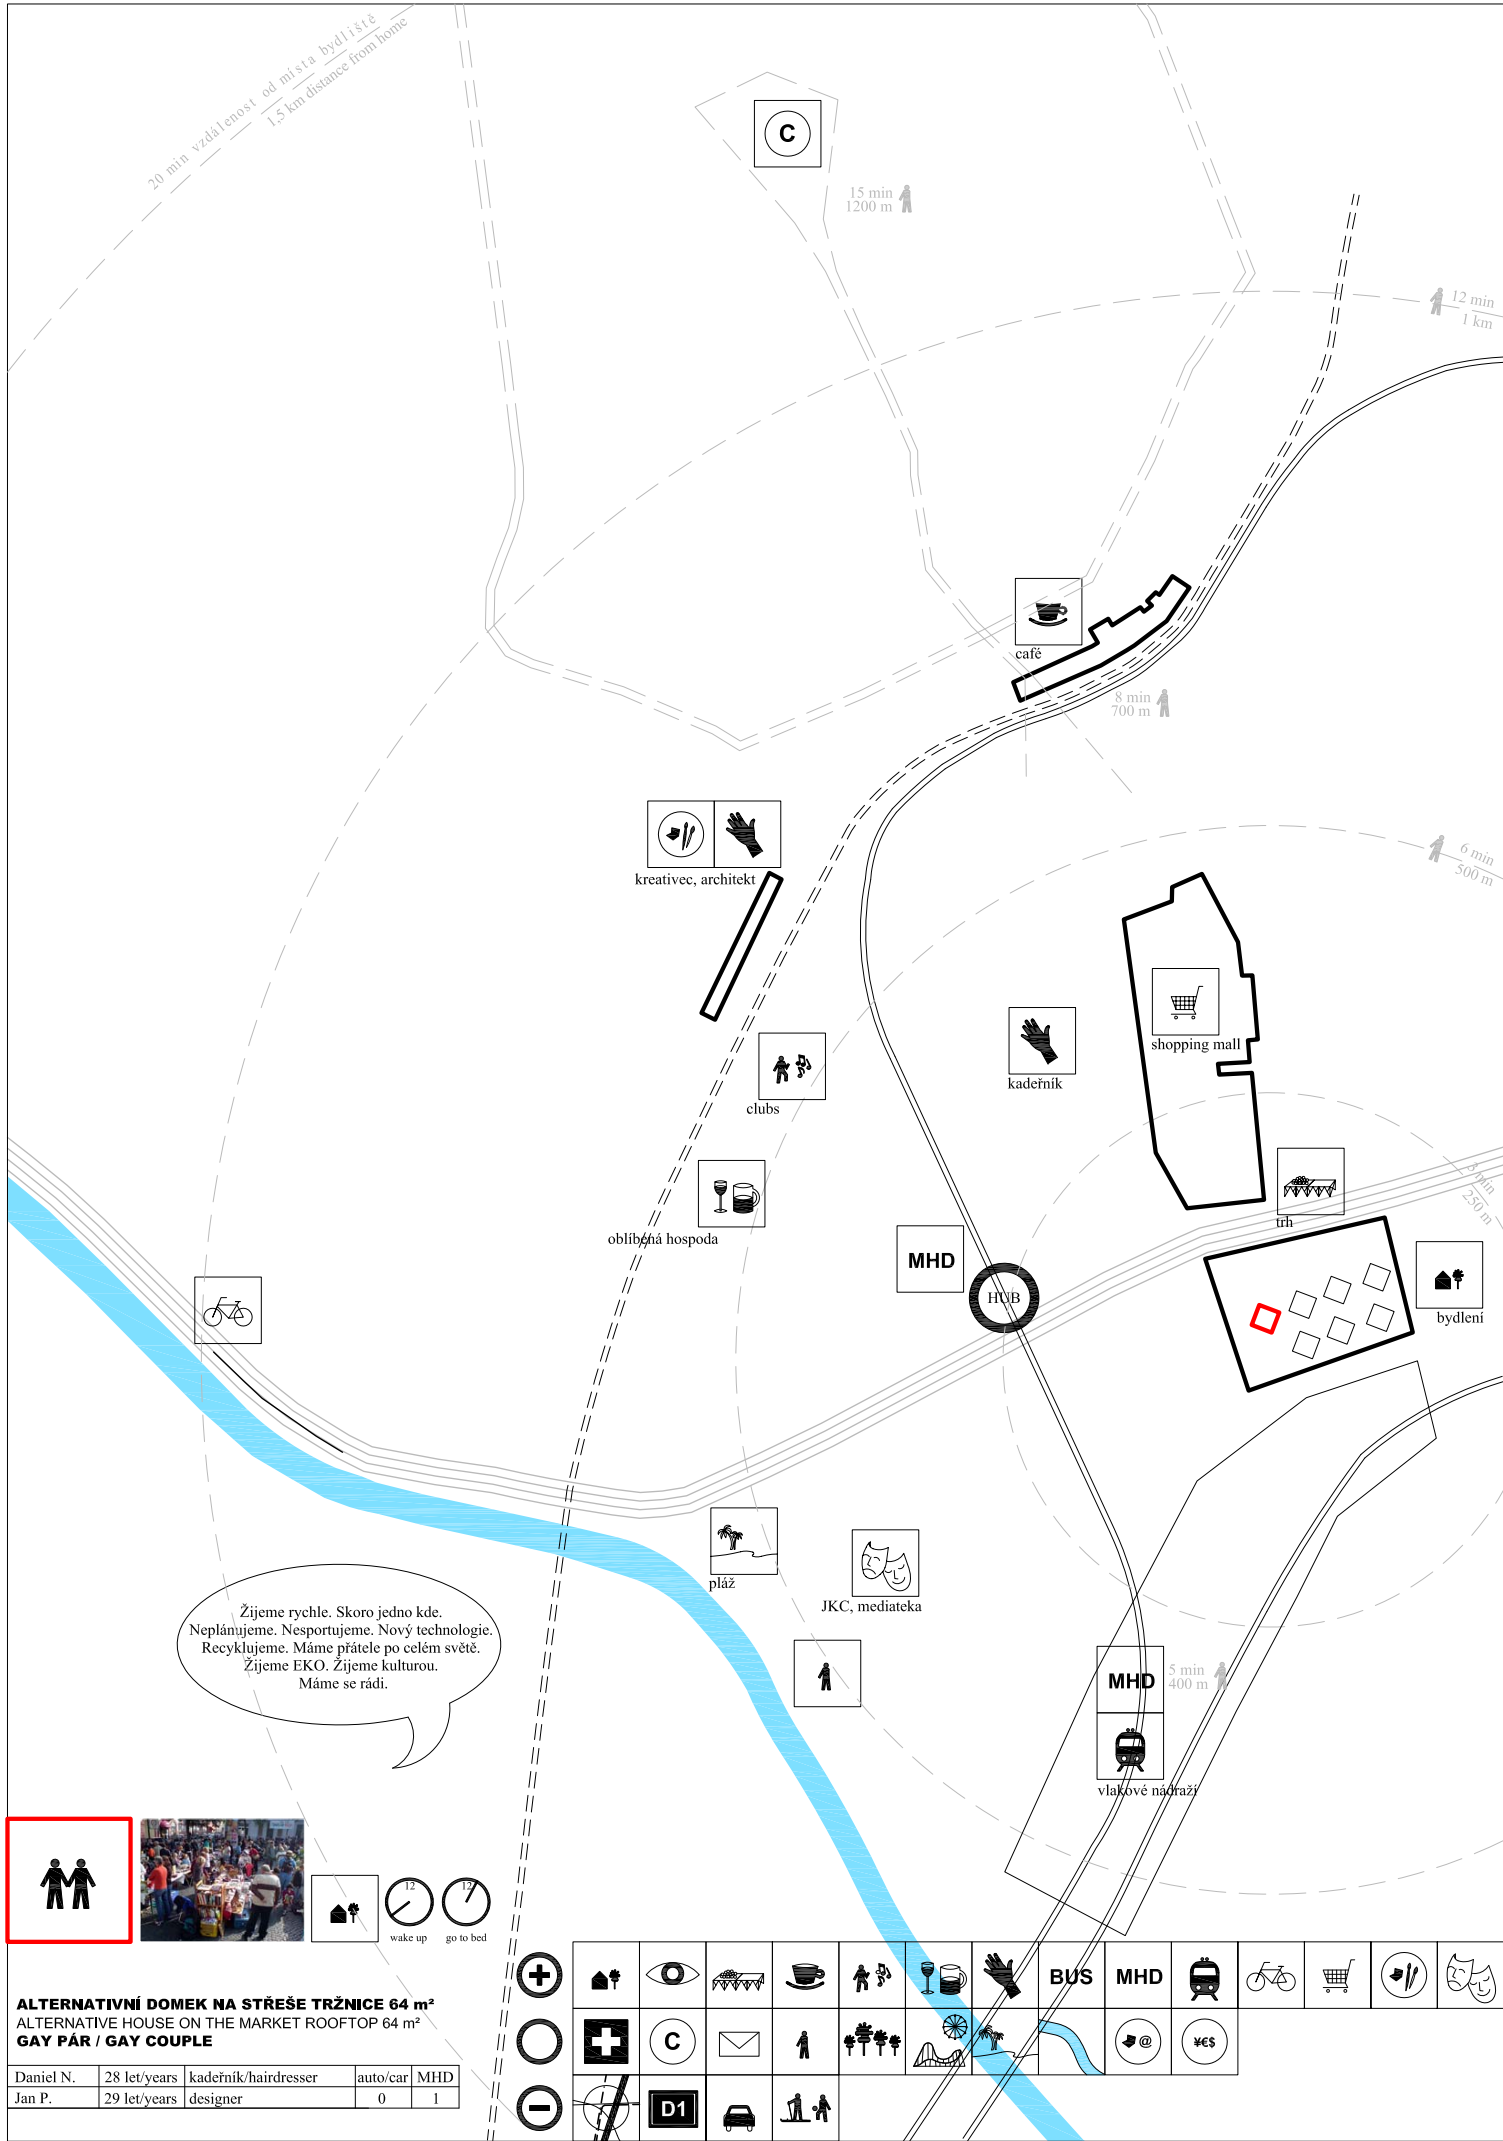 20 min vzdálenost od místa bydliště
1,5 km distance from home
C
15 min
1200 m
12 min
1 km
café
8 min
700 m
kreativec, architekt
6 min
500 m
shopping mall
kadeřník
clubs
trh
3 min
250 m
oblíbená hospoda
MHD
HUB
bydlení
pláž
JKC, mediateka
Žijeme rychle. Skoro jedno kde.
Neplánujeme. Nesportujeme. Nový technologie.
Recyklujeme. Máme přátele po celém světě.
Žijeme EKO. Žijeme kulturou.
Máme se rádi.
MHD
5 min
400 m
vlakové nádraží
12
12
wake up
go to bed
BUS
MHD
C
@
¥€$
D1
ALTERNATIVNÍ DOMEK NA STŘEŠE TRŽNICE 64 m²
ALTERNATIVE HOUSE ON THE MARKET ROOFTOP 64 m²
GAY PÁR / GAY COUPLE
Daniel N. 28 let/years kadeřník/hairdresser auto/car MHD
Jan P. 29 let/years designer 0 1